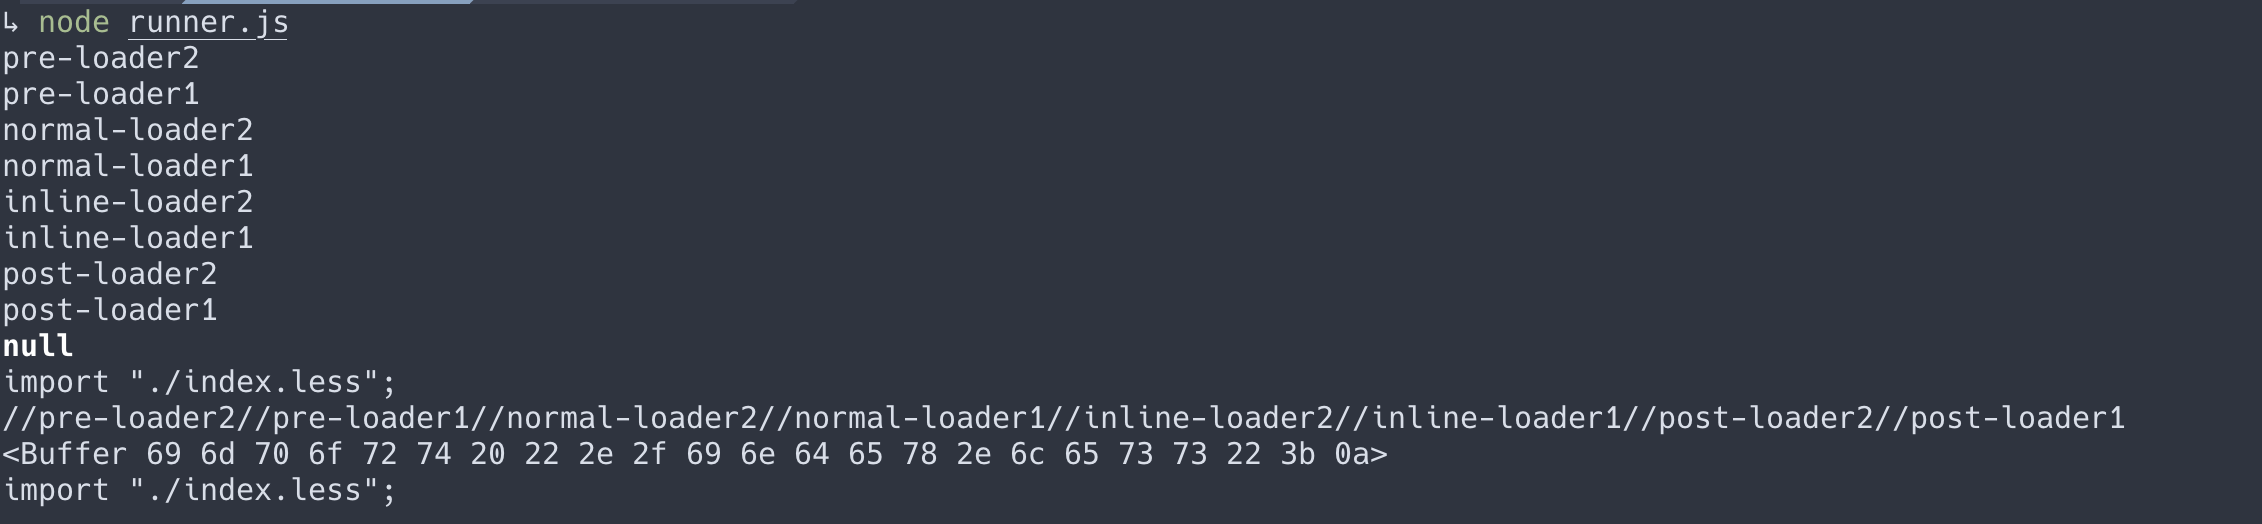 ↳ node runner.js
pre-loader2
pre-loader1
normal-loader2
normal-loader1
inline-loader2
inline-loader1
post-loader2
post-loader1
null
import "./index.less";
//pre-loader2//pre-loader1//normal-loader2//normal-loader1//inline-loader2//inline-loader1//post-loader2//post-loader1
<Buffer 69 6d 70 6f 72 74 20 22 2e 2f 69 6e 64 65 78 2e 6c 65 73 73 22 3b 0a>
import "./index.less";